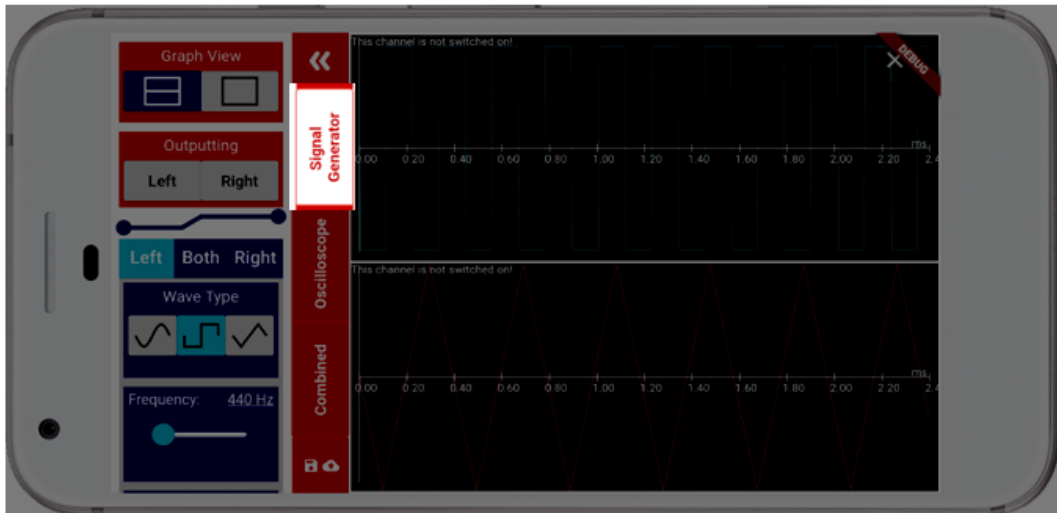 Graph View
Outputting
Left Right
Left Both Right
Wave Type
Frequency: 440 Hz
Signal
Generator
Oscilloscope
Combined
This channel is not switched on!
DEBUG
ms
0.00 0.20 0.40 0.60 0.80 1.00 1.20 1.40 1.60 1.80 2.00 2.20 2.4
This channel is not switched on!
ms
0.00 0.20 0.40 0.60 0.80 1.00 1.20 1.40 1.60 1.80 2.00 2.20 2.4